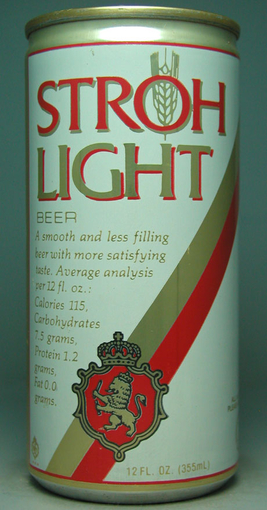 STROH
LIGHT
BEER
A smooth and less filling
beer with more satisfying
taste. Average analysis
per 12 fl. oz.:
Calories 115,
Carbohydrates
7.5 grams,
Protein 1.2
grams,
Fat 0.0
grams.
12 FL. OZ. (355mL)